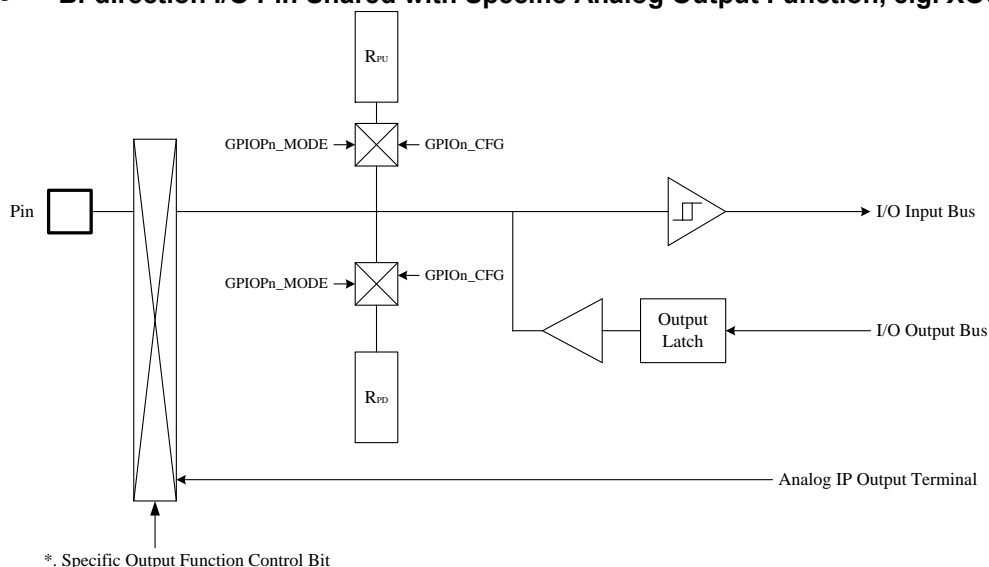 Bi-direction I/O Pin Shared with Specific Analog Output Function, e.g.
RPU
GPIOPn_MODE
GPIOn_CFG
Pin
I/O Input Bus
GPIOPn_MODE
GPIOn_CFG
Output
Latch
I/O Output Bus
RPD
Analog IP Output Terminal
*. Specific Output Function Control Bit